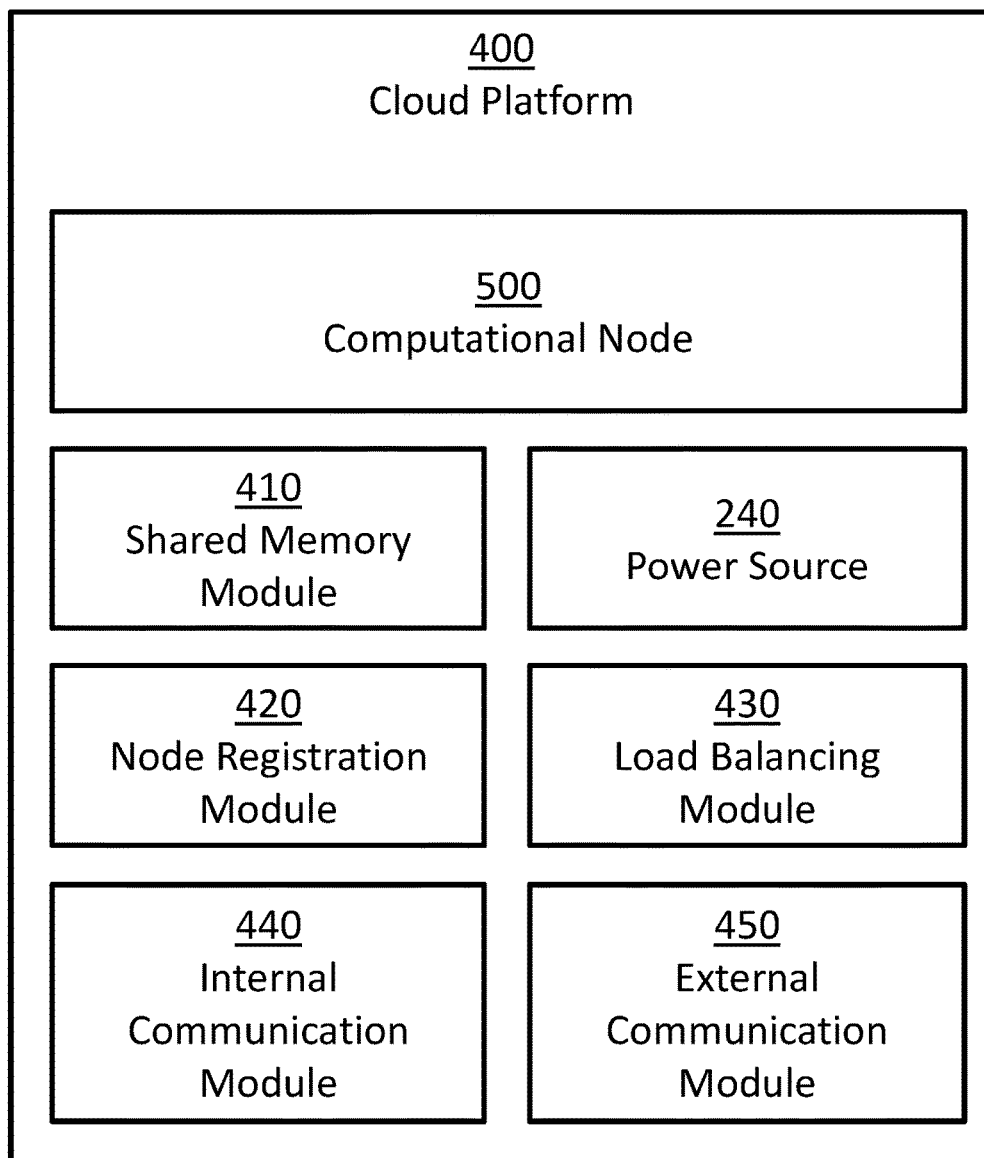 400
Cloud Platform
500
Computational Node
410
Shared Memory
Module
240
Power Source
420
Node Registration
Module
430
Load Balancing
Module
440
Internal
Communication
Module
450
External
Communication
Module